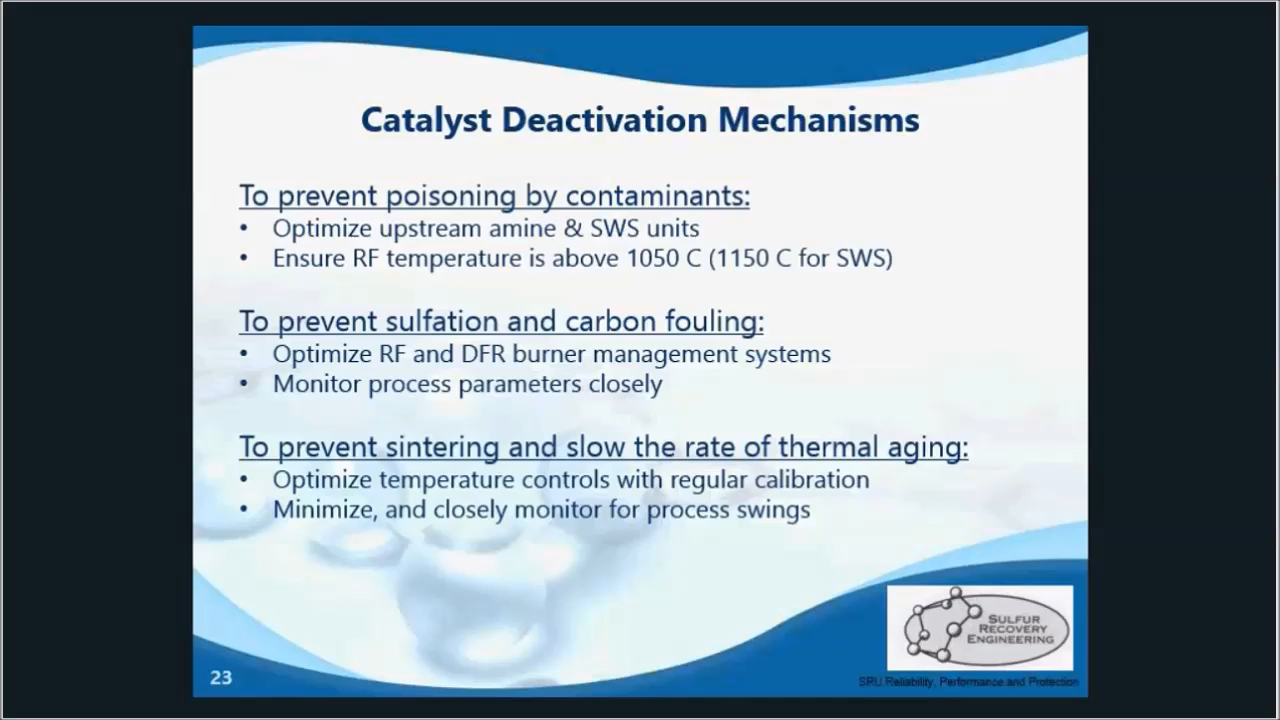 Catalyst Deactivation Mechanisms
To prevent poisoning by contaminants:
• Optimize upstream amine & SWS units
• Ensure RF temperature is above 1050 C (1150 C for SWS)
To prevent sulfation and carbon fouling:
• Optimize RF and DFR burner management systems
• Monitor process parameters closely
To prevent sintering and slow the rate of thermal aging:
• Optimize temperature controls with regular calibration
• Minimize, and closely monitor for process swings
SULFUR
RECOVERY
ENGINEERING
23
SRU Reliability, Performance and Protection